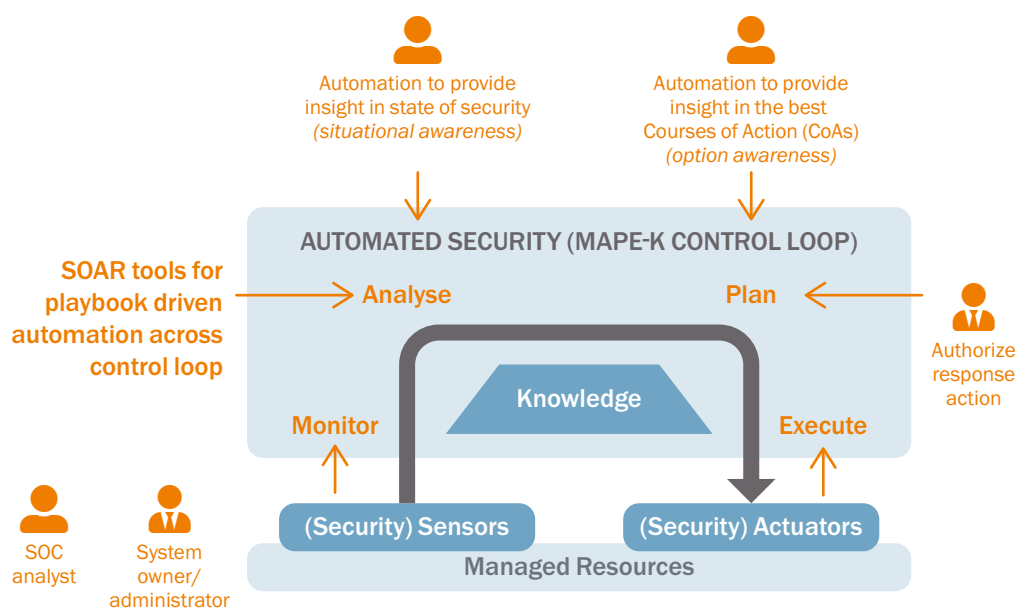 Automation to provide
insight in state of security
(situational awareness)
Automation to provide
insight in the best
Courses of Action (CoAs)
(option awareness)
AUTOMATED SECURITY (MAPE-K CONTROL LOOP)
SOAR tools for
playbook driven
automation across
control loop
Analyse
Plan
Authorize
response
action
Knowledge
Monitor
Execute
(Security) Sensors
(Security) Actuators
Managed Resources
SOC
analyst
System
owner/
administrator